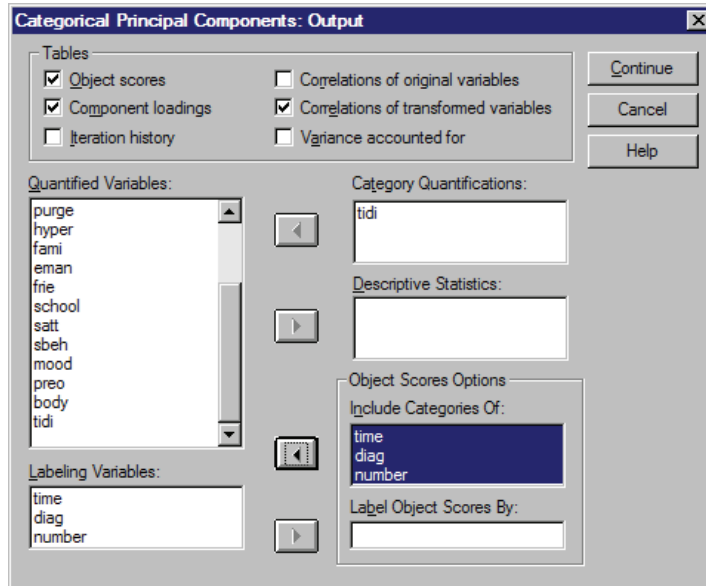 Categorical Principal Components: Output
Tables
Object scores
Correlations of original variables
Component loadings
Correlations of transformed variables
Iteration history
Variance accounted for
Continue
Cancel
Help
Quantified Variables:
purge
hyper
fami
eman
frie
school
satt
sbeh
mood
preo
body
tidi
Category Quantifications:
tidi
Descriptive Statistics:
Object Scores Options
Include Categories Of:
time
diag
number
Labeling Variables:
time
diag
number
Label Object Scores By: